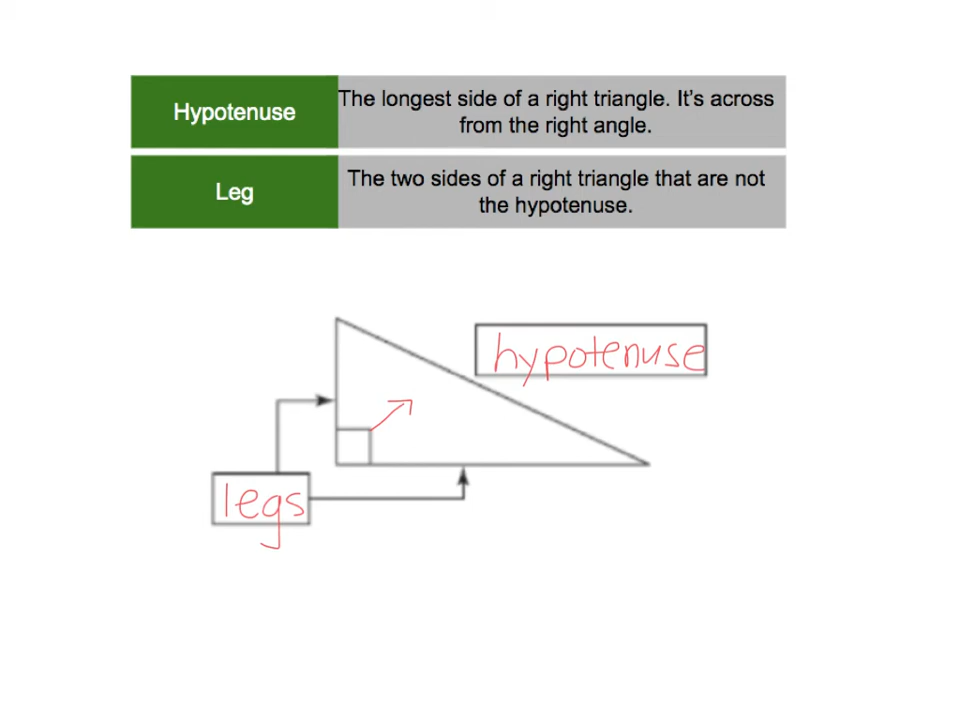 Hypotenuse
The longest side of a right triangle. It's across
from the right angle.
Leg
The two sides of a right triangle that are not
the hypotenuse.
hypotenuse
legs